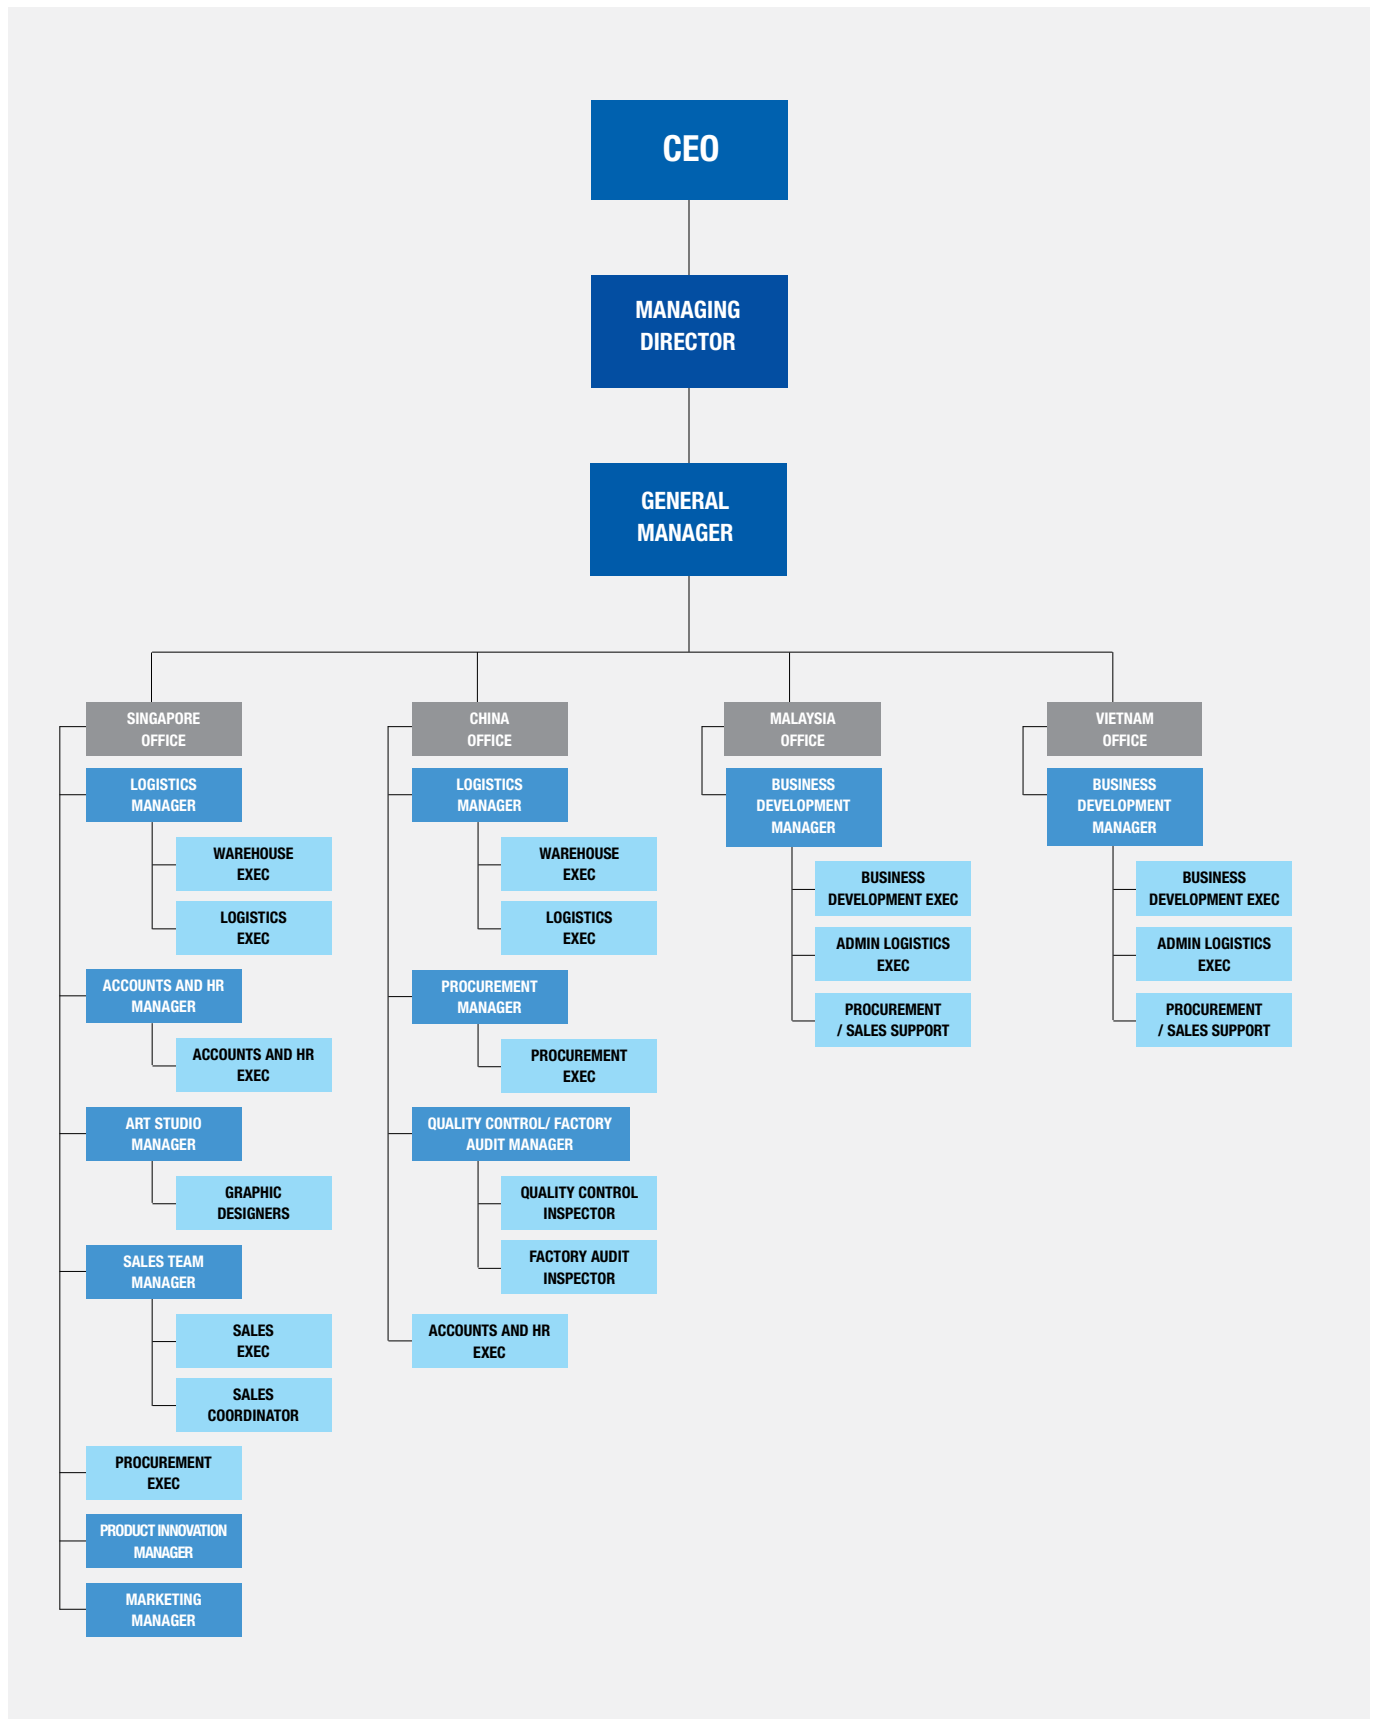 CEO
MANAGING
DIRECTOR
GENERAL
MANAGER
SINGAPORE
OFFICE
LOGISTICS
MANAGER
WAREHOUSE
EXEC
LOGISTICS
EXEC
ACCOUNTS AND HR
MANAGER
ACCOUNTS AND HR
EXEC
ART STUDIO
MANAGER
GRAPHIC
DESIGNERS
SALES TEAM
MANAGER
SALES
EXEC
SALES
COORDINATOR
PROCUREMENT
EXEC
PRODUCT INNOVATION
MANAGER
MARKETING
MANAGER
CHINA
OFFICE
LOGISTICS
MANAGER
WAREHOUSE
EXEC
LOGISTICS
EXEC
PROCUREMENT
MANAGER
PROCUREMENT
EXEC
QUALITY CONTROL/ FACTORY
AUDIT MANAGER
QUALITY CONTROL
INSPECTOR
FACTORY AUDIT
INSPECTOR
ACCOUNTS AND HR
EXEC
MALAYSIA
OFFICE
BUSINESS
DEVELOPMENT
MANAGER
BUSINESS
DEVELOPMENT EXEC
ADMIN LOGISTICS
EXEC
PROCUREMENT
/ SALES SUPPORT
VIETNAM
OFFICE
BUSINESS
DEVELOPMENT
MANAGER
BUSINESS
DEVELOPMENT EXEC
ADMIN LOGISTICS
EXEC
PROCUREMENT
/ SALES SUPPORT